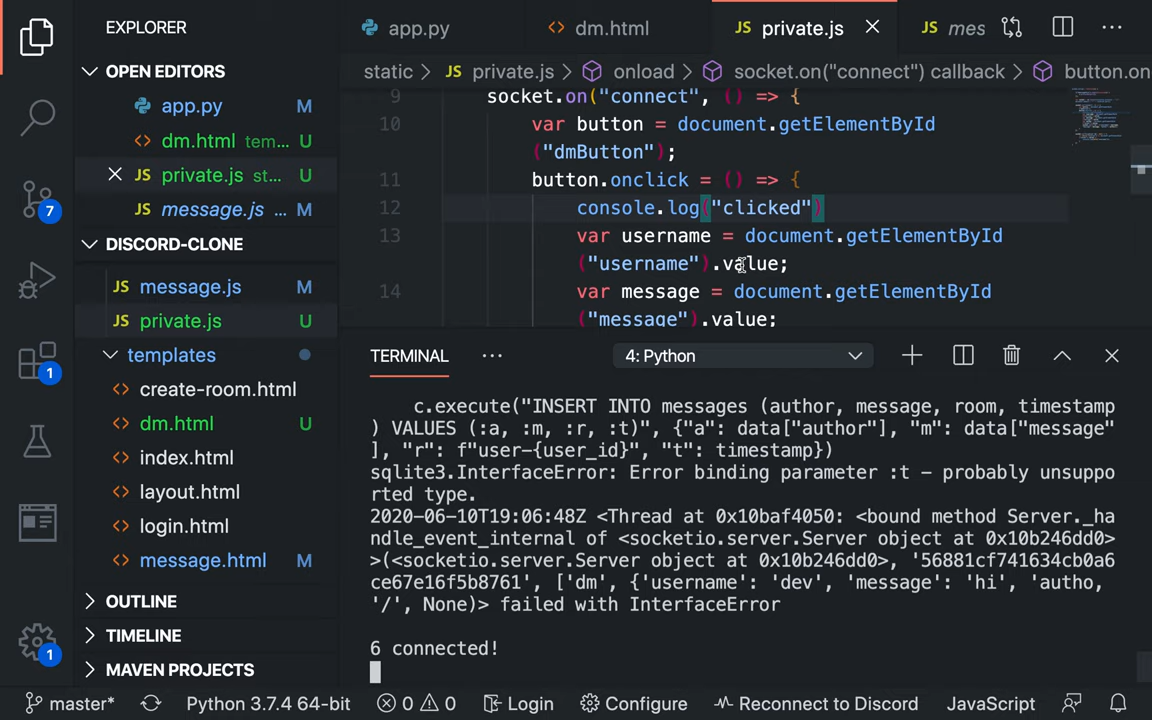 EXPLORER
OPEN EDITORS
app.py M
dm.html tem... U
private.js st... U
message.js ... M
DISCORD-CLONE
message.js M
private.js U
templates
create-room.html
dm.html U
index.html
layout.html
login.html
message.html M
OUTLINE
TIMELINE
MAVEN PROJECTS
7
1
1
app.py dm.html JS private.js JS mes
static > JS private.js > onload > socket.on("connect") callback > button.on
9 socket.on("connect", () => {
10 var button = document.getElementById
("dmButton");
11 button.onclick = () => {
12 console.log("clicked")
13 var username = document.getElementById
("username").value;
14 var message = document.getElementById
("message").value;
TERMINAL ... 4: Python
c.execute("INSERT INTO messages (author, message, room, timestamp
) VALUES (:a, :m, :r, :t)", {"a": data["author"], "m": data["message"
], "r": f"user-{user_id}", "t": timestamp})
sqlite3.InterfaceError: Error binding parameter :t - probably unsuppo
rted type.
2020-06-10T19:06:48Z <Thread at 0x10baf4050: <bound method Server._ha
ndle_event_internal of <socketio.server.Server object at 0x10b246dd0>
>(<socketio.server.Server object at 0x10b246dd0>, '56881cf741634cb0a6
ce67e16f5b8761', ['dm', {'username': 'dev', 'message': 'hi', 'autho,
'/', None)> failed with InterfaceError
6 connected!
master* Python 3.7.4 64-bit 0 0 Login Configure Reconnect to Discord JavaScript